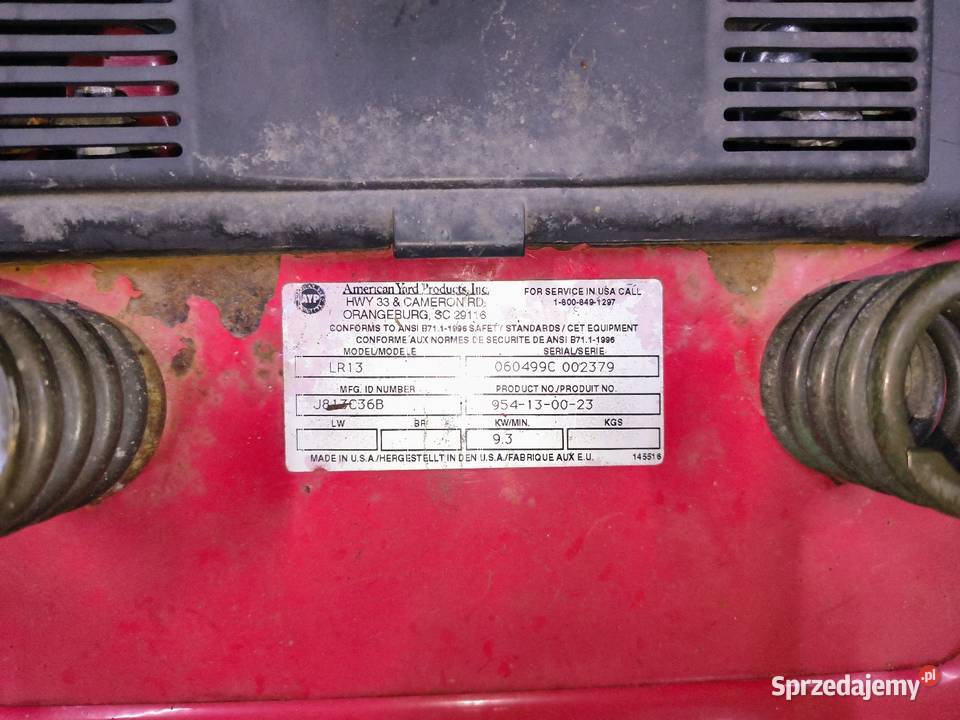 AYP
American Yard Products, Inc.
HWY 33 & CAMERON RD.
ORANGEBURG, SC 29116
FOR SERVICE IN USA CALL
1-800-849-1297
CONFORMS TO ANSI B71.1-1996 SAFETY STANDARDS / CET EQUIPMENT
CONFORME AUX NORMES DE SECURITE DE ANSI B71.1-1996
MODEL/MODELE SERIAL/SERIE
LR13 060499C 002379
MFG. ID NUMBER PRODUCT NO./PRODUIT NO.
J813C36B 954-13-00-23
LW BR/ KW/MIN. KGS
9.3
MADE IN U.S.A./HERGESTELLT IN DEN U.S.A./FABRIQUE AUX E.U. 145516
Sprzedajemy.pl